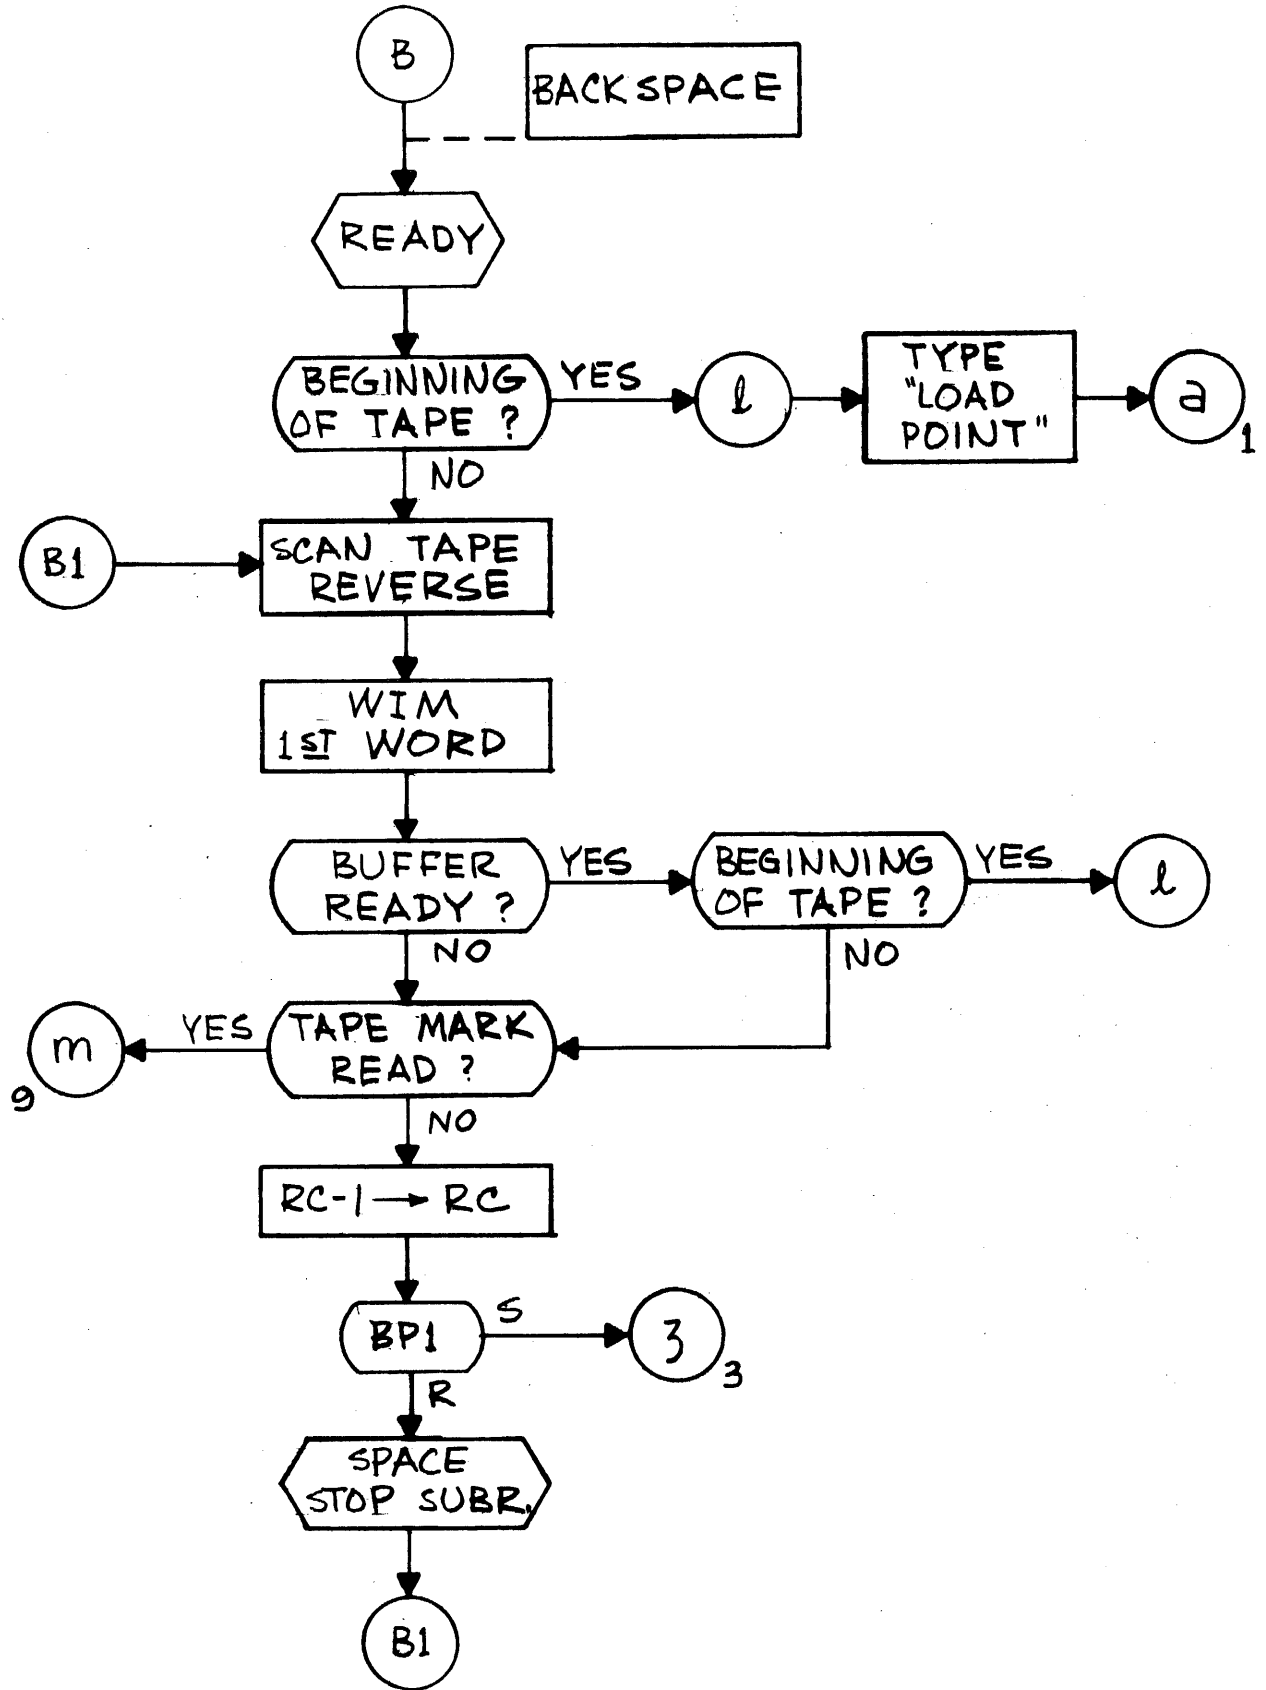 B
BACKSPACE
READY
BEGINNING
OF TAPE ?
YES
l
TYPE
"LOAD
POINT"
a
1
NO
B1
SCAN TAPE
REVERSE
WIM
1ST WORD
BUFFER
READY ?
YES
BEGINNING
OF TAPE ?
YES
l
NO
NO
m
9
YES
TAPE MARK
READ ?
NO
RC-1 → RC
BP1
S
3
R
SPACE
STOP SUBR.
B1